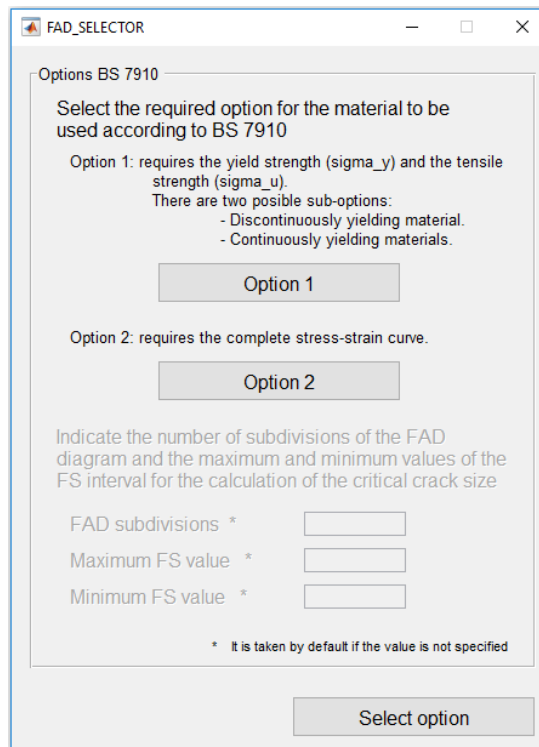 FAD_SELECTOR
Options BS 7910
Select the required option for the material to be
used according to BS 7910
Option 1: requires the yield strength (sigma_y) and the tensile
strength (sigma_u).
There are two posible sub-options:
- Discontinuously yielding material.
- Continuously yielding materials.
Option 1
Option 2: requires the complete stress-strain curve.
Option 2
Indicate the number of subdivisions of the FAD
diagram and the maximum and minimum values of the
FS interval for the calculation of the critical crack size
FAD subdivisions *
Maximum FS value *
Minimum FS value *
* It is taken by default if the value is not specified
Select option